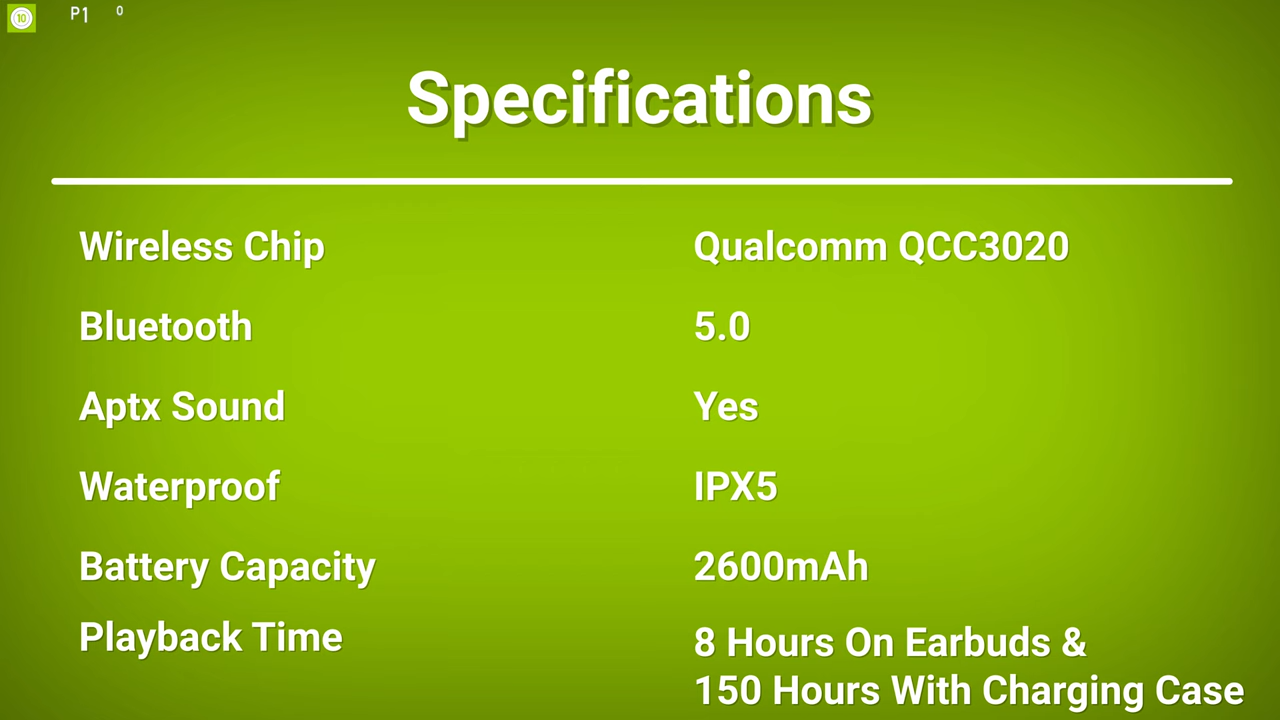 10
P1 0
Specifications
Wireless Chip Qualcomm QCC3020
Bluetooth 5.0
Aptx Sound Yes
Waterproof IPX5
Battery Capacity 2600mAh
Playback Time 8 Hours On Earbuds &
150 Hours With Charging Case